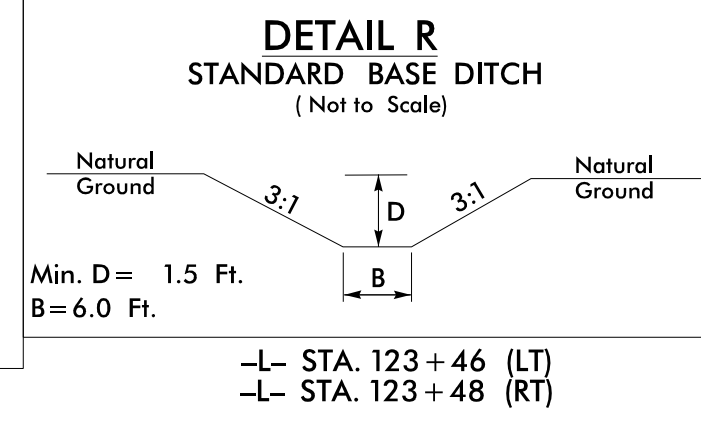 DETAIL R
STANDARD BASE DITCH
( Not to Scale)
Natural
Ground
3:1
D
3:1
Natural
Ground
Min. D= 1.5 Ft.
B
B=6.0 Ft.
–L– STA. 123+46 (LT)
–L– STA. 123+48 (RT)